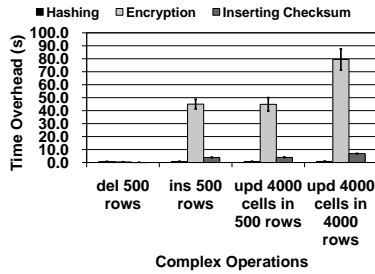 Hashing Encryption Inserting Checksum
Time Overhead (s)
100.0
90.0
80.0
70.0
60.0
50.0
40.0
30.0
20.0
10.0
0.0
del 500 rows
ins 500 rows
upd 4000 cells in 500 rows
upd 4000 cells in 4000 rows
Complex Operations